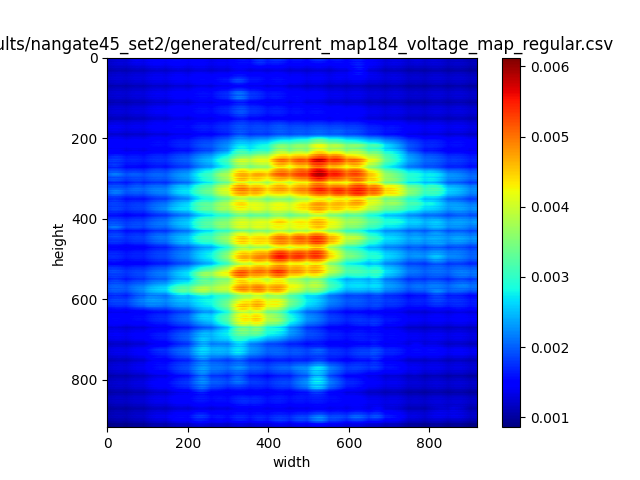 ults/nangate45_set2/generated/current_map184_voltage_map_regular.csv
0
200
400
600
800
height
0 200 400 600 800
width
0.006
0.005
0.004
0.003
0.002
0.001